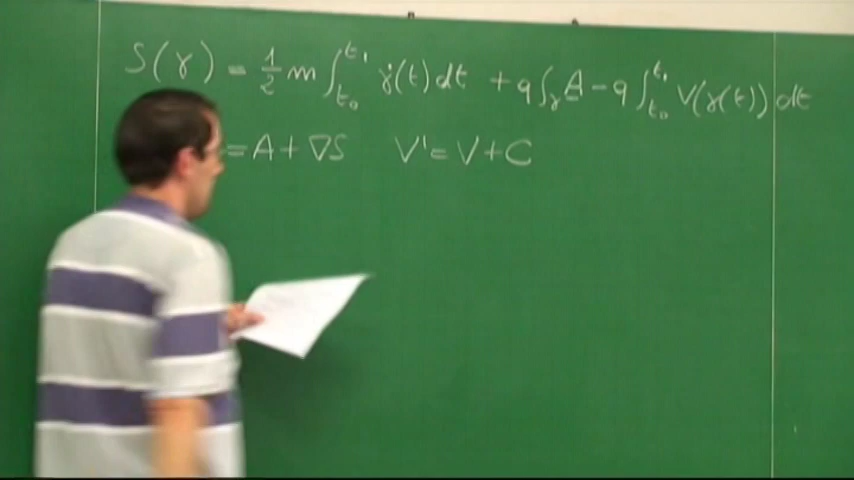 S(γ) = 1/2 m ∫_{t₀}^{t₁} γ̇(t) dt + q ∫_γ A − q ∫_{t₀}^{t₁} V(γ(t)) dt
= A + ∇S V' = V + C